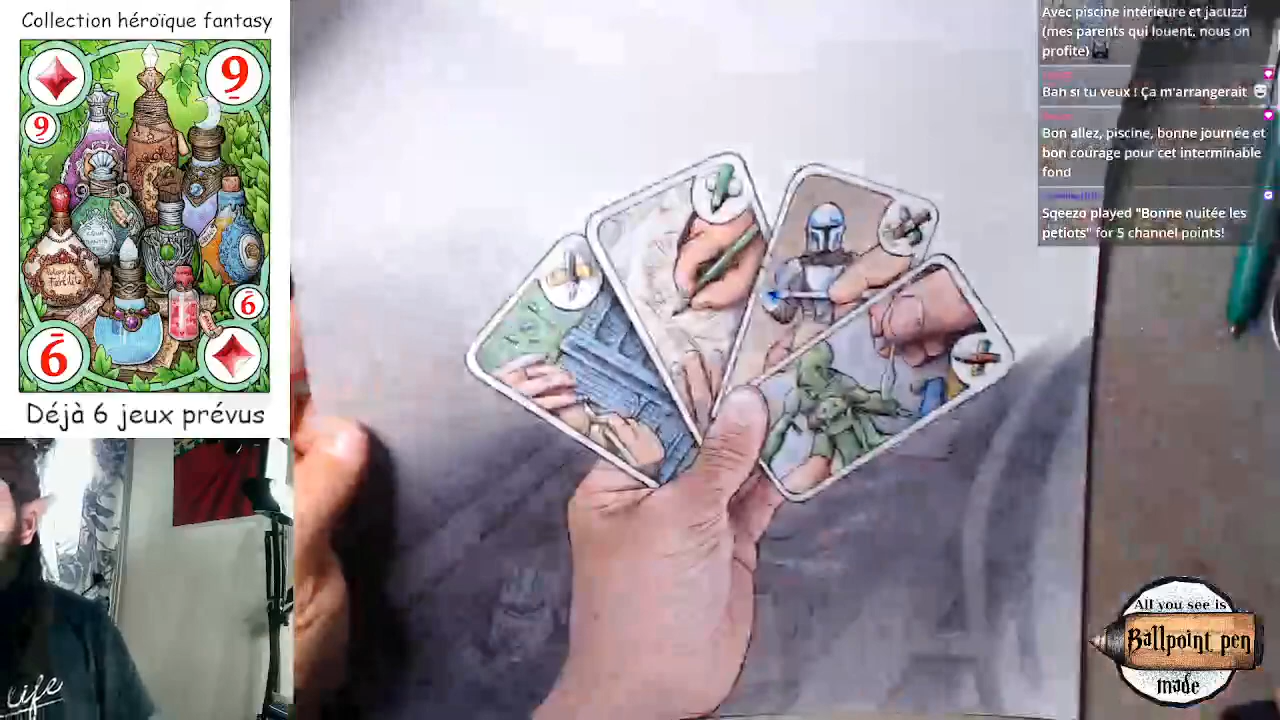 Collection héroïque fantasy
9
9
6
6
Déjà 6 jeux prévus
Avec piscine intérieure et jacuzzi
(mes parents qui louent, nous on
profite)
Bah si tu veux ! Ça m'arrangerait
Bon allez, piscine, bonne journée et
bon courage pour cet interminable
fond
Sqeezo played "Bonne nuitée les
petiots" for 5 channel points!
All you see is
Ballpoint pen
made
Life